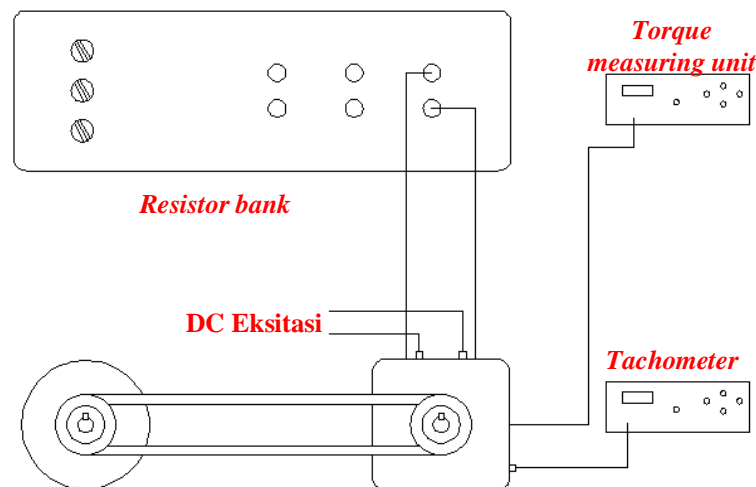 Torque
measuring unit
Resistor bank
DC Eksitasi
Tachometer